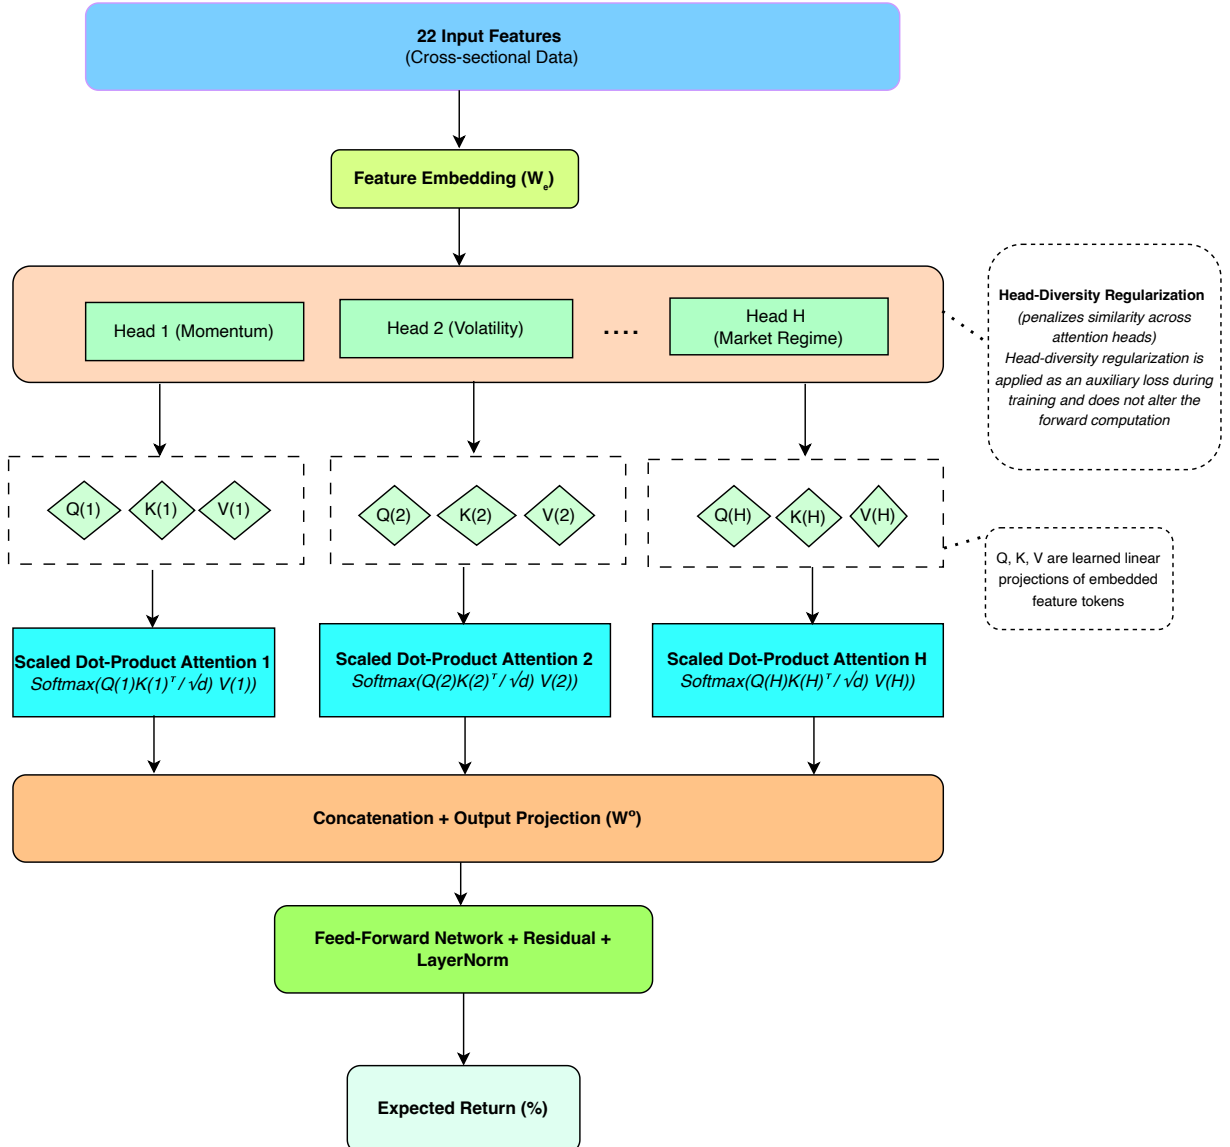 22 Input Features
(Cross-sectional Data)
Feature Embedding (Wₑ)
Head 1 (Momentum)
Head 2 (Volatility)
....
Head H
(Market Regime)
Head-Diversity Regularization
(penalizes similarity across
attention heads)
Head-diversity regularization is
applied as an auxiliary loss during
training and does not alter the
forward computation
Q(1)
K(1)
V(1)
Q(2)
K(2)
V(2)
Q(H)
K(H)
V(H)
Q, K, V are learned linear
projections of embedded
feature tokens
Scaled Dot-Product Attention 1
Softmax(Q(1)K(1)ᵀ / √d) V(1))
Scaled Dot-Product Attention 2
Softmax(Q(2)K(2)ᵀ / √d) V(2))
Scaled Dot-Product Attention H
Softmax(Q(H)K(H)ᵀ / √d) V(H))
Concatenation + Output Projection (Wᵒ)
Feed-Forward Network + Residual +
LayerNorm
Expected Return (%)